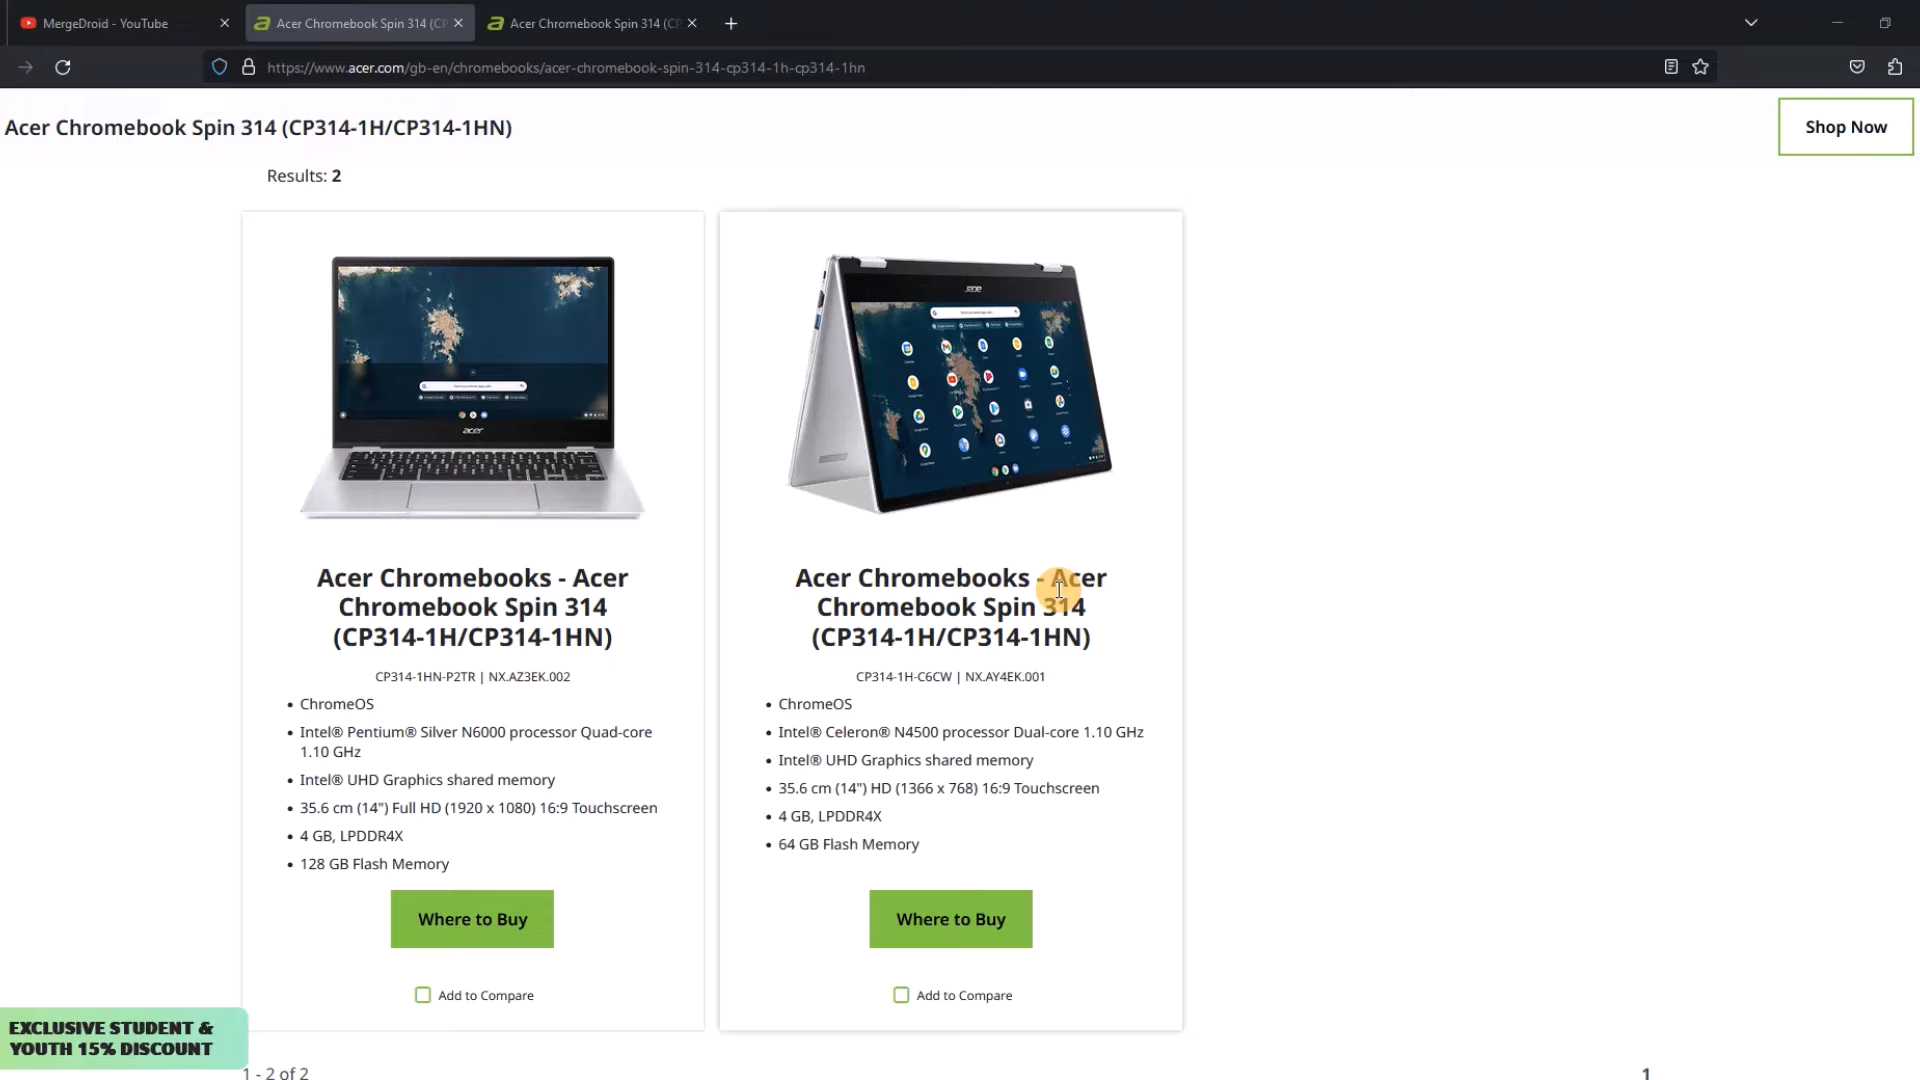 MergeDroid - YouTube
Acer Chromebook Spin 314 (CP
Acer Chromebook Spin 314 (CP
https://www.acer.com/gb-en/chromebooks/acer-chromebook-spin-314-cp314-1h-cp314-1hn
Acer Chromebook Spin 314 (CP314-1H/CP314-1HN)
Shop Now
Results: 2
acer
acer
Acer Chromebooks - Acer
Chromebook Spin 314
(CP314-1H/CP314-1HN)
CP314-1HN-P2TR | NX.AZ3EK.002
• ChromeOS
• Intel® Pentium® Silver N6000 processor Quad-core
1.10 GHz
• Intel® UHD Graphics shared memory
• 35.6 cm (14") Full HD (1920 x 1080) 16:9 Touchscreen
• 4 GB, LPDDR4X
• 128 GB Flash Memory
Where to Buy
Add to Compare
Acer Chromebooks - Acer
Chromebook Spin 314
(CP314-1H/CP314-1HN)
CP314-1H-C6CW | NX.AY4EK.001
• ChromeOS
• Intel® Celeron® N4500 processor Dual-core 1.10 GHz
• Intel® UHD Graphics shared memory
• 35.6 cm (14") HD (1366 x 768) 16:9 Touchscreen
• 4 GB, LPDDR4X
• 64 GB Flash Memory
Where to Buy
Add to Compare
EXCLUSIVE STUDENT &
YOUTH 15% DISCOUNT
1 - 2 of 2
1